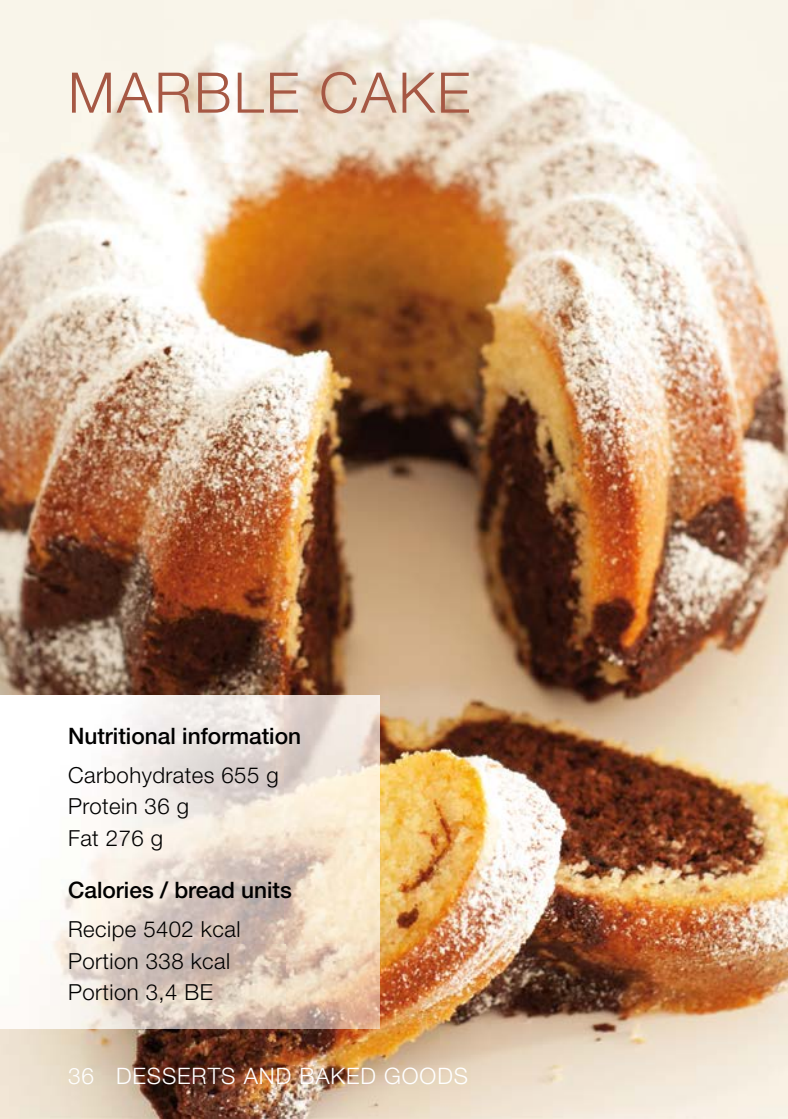 MARBLE CAKE
Nutritional information
Carbohydrates 655 g
Protein 36 g
Fat 276 g
Calories / bread units
Recipe 5402 kcal
Portion 338 kcal
Portion 3,4 BE
36 DESSERTS AND BAKED GOODS